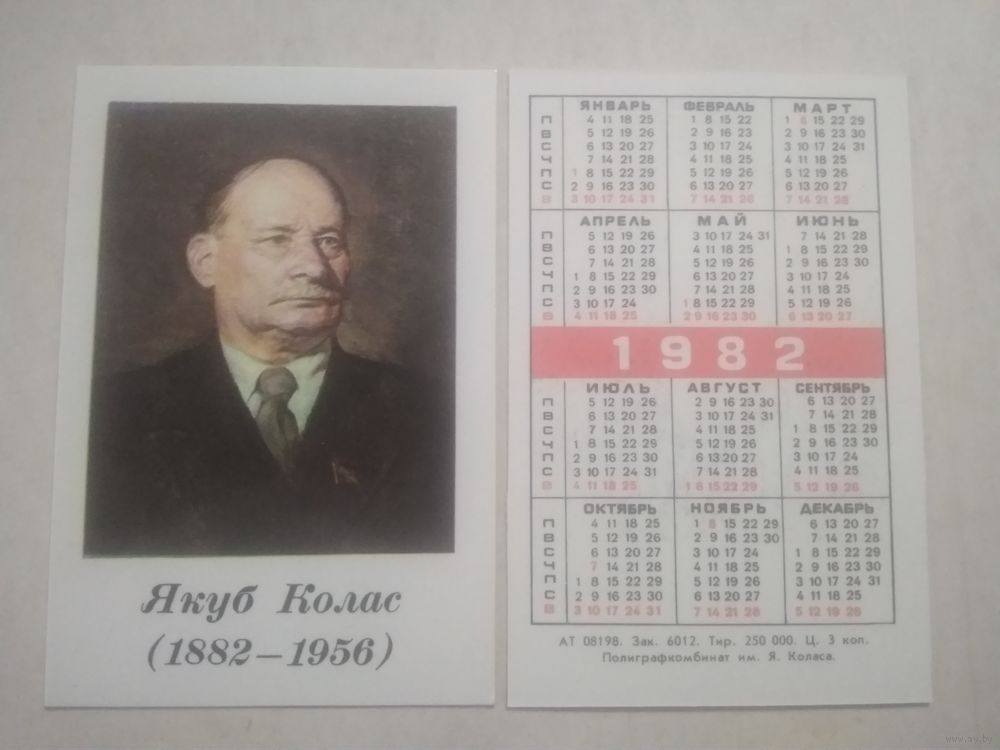 Якуб Колас
(1882–1956)
ЯНВАРЬ ФЕВРАЛЬ МАРТ
П 4 11 18 25 1 8 15 22 1 8 15 22 29
В 5 12 19 26 2 9 16 23 2 9 16 23 30
С 6 13 20 27 3 10 17 24 3 10 17 24 31
Ч 7 14 21 28 4 11 18 25 4 11 18 25
П 1 8 15 22 29 5 12 19 26 5 12 19 26
С 2 9 16 23 30 6 13 20 27 6 13 20 27
В 3 10 17 24 31 7 14 21 28 7 14 21 28
АПРЕЛЬ МАЙ ИЮНЬ
П 5 12 19 26 3 10 17 24 31 7 14 21 28
В 6 13 20 27 4 11 18 25 1 8 15 22 29
С 7 14 21 28 5 12 19 26 2 9 16 23 30
Ч 1 8 15 22 29 6 13 20 27 3 10 17 24
П 2 9 16 23 30 7 14 21 28 4 11 18 25
С 3 10 17 24 1 8 15 22 29 5 12 19 26
В 4 11 18 25 2 9 16 23 30 6 13 20 27
1982
ИЮЛЬ АВГУСТ СЕНТЯБРЬ
П 5 12 19 26 2 9 16 23 30 6 13 20 27
В 6 13 20 27 3 10 17 24 31 7 14 21 28
С 7 14 21 28 4 11 18 25 1 8 15 22 29
Ч 1 8 15 22 29 5 12 19 26 2 9 16 23 30
П 2 9 16 23 30 6 13 20 27 3 10 17 24
С 3 10 17 24 31 7 14 21 28 4 11 18 25
В 4 11 18 25 1 8 15 22 29 5 12 19 26
ОКТЯБРЬ НОЯБРЬ ДЕКАБРЬ
П 4 11 18 25 1 8 15 22 29 6 13 20 27
В 5 12 19 26 2 9 16 23 30 7 14 21 28
С 6 13 20 27 3 10 17 24 1 8 15 22 29
Ч 7 14 21 28 4 11 18 25 2 9 16 23 30
П 1 8 15 22 29 5 12 19 26 3 10 17 24 31
С 2 9 16 23 30 6 13 20 27 4 11 18 25
В 3 10 17 24 31 7 14 21 28 5 12 19 26
АТ 08198. Зак. 6012. Тир. 250 000. Ц. 3 коп.
Полиграфкомбинат им. Я. Коласа.
www.ay.by